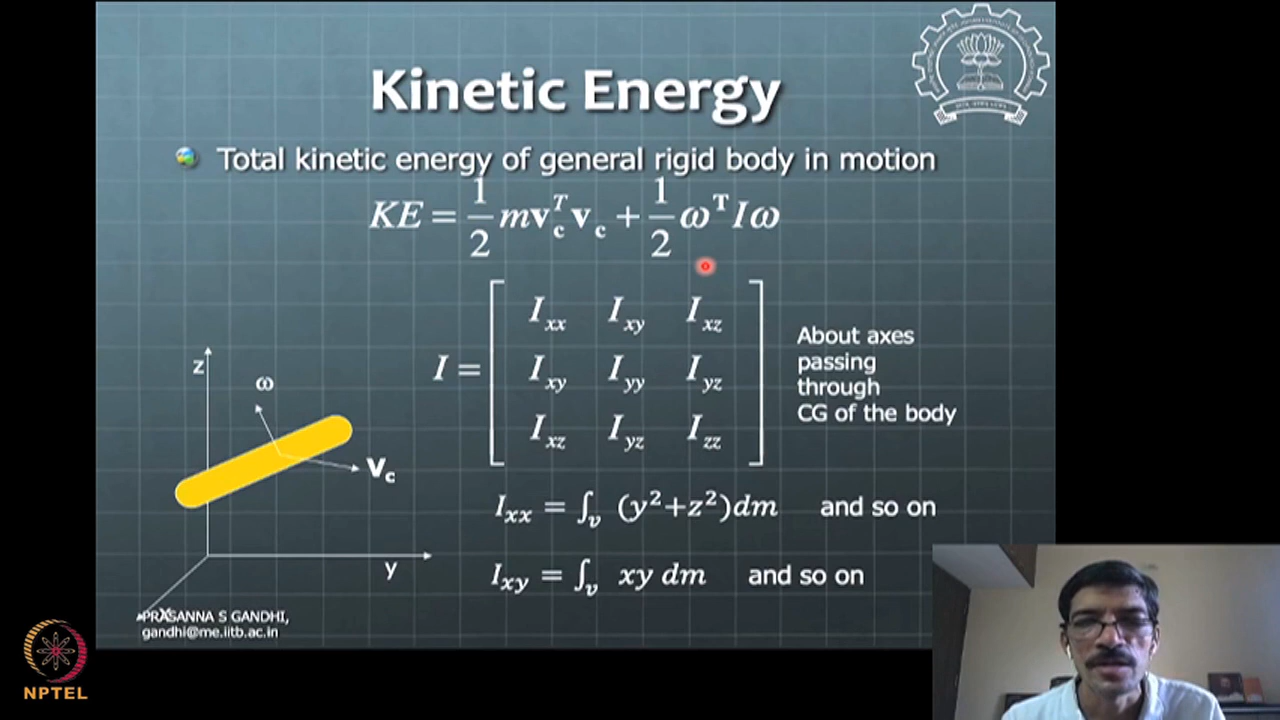 Kinetic Energy
Total kinetic energy of general rigid body in motion
KE = 1/2 m v_c^T v_c + 1/2 ω^T I ω
I = [ I_xx I_xy I_xz
I_xy I_yy I_yz
I_xz I_yz I_zz ]
About axes
passing
through
CG of the body
I_xx = ∫_v (y²+z²)dm and so on
I_xy = ∫_v xy dm and so on
z
ω
v_c
y
x
PRASANNA S GANDHI,
gandhi@me.iitb.ac.in
NPTEL